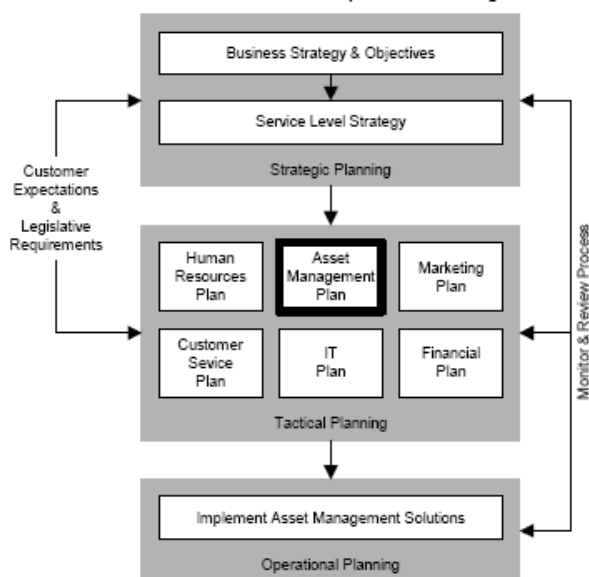 Business Strategy & Objectives
Service Level Strategy
Strategic Planning
Customer
Expectations
&
Legislative
Requirements
Human
Resources
Plan
Asset
Management
Plan
Marketing
Plan
Customer
Sevice
Plan
IT
Plan
Financial
Plan
Tactical Planning
Monitor & Review Process
Implement Asset Management Solutions
Operational Planning